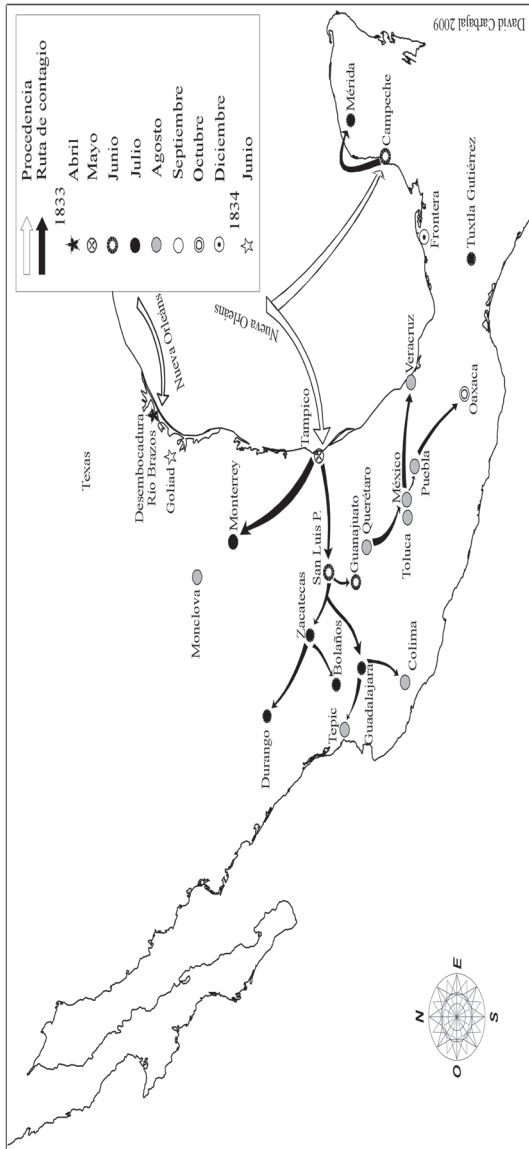 Procedencia
Ruta de contagio
1833
Abril
Mayo
Junio
Julio
Agosto
Septiembre
Octubre
Diciembre
1834
Junio
Texas
Desembocadura
Río Brazos
Goliad
Nueva Orleáns
Nueva Orleáns
Monclova
Monterrey
Tampico
Durango
Zacatecas
San Luis P.
Bolaños
Guanajuato
Querétaro
Tepic
Guadalajara
Colima
Toluca
México
Puebla
Veracruz
Oaxaca
Mérida
Campeche
Frontera
Tuxtla Gutiérrez
N
O
E
S
David Carbajal 2009